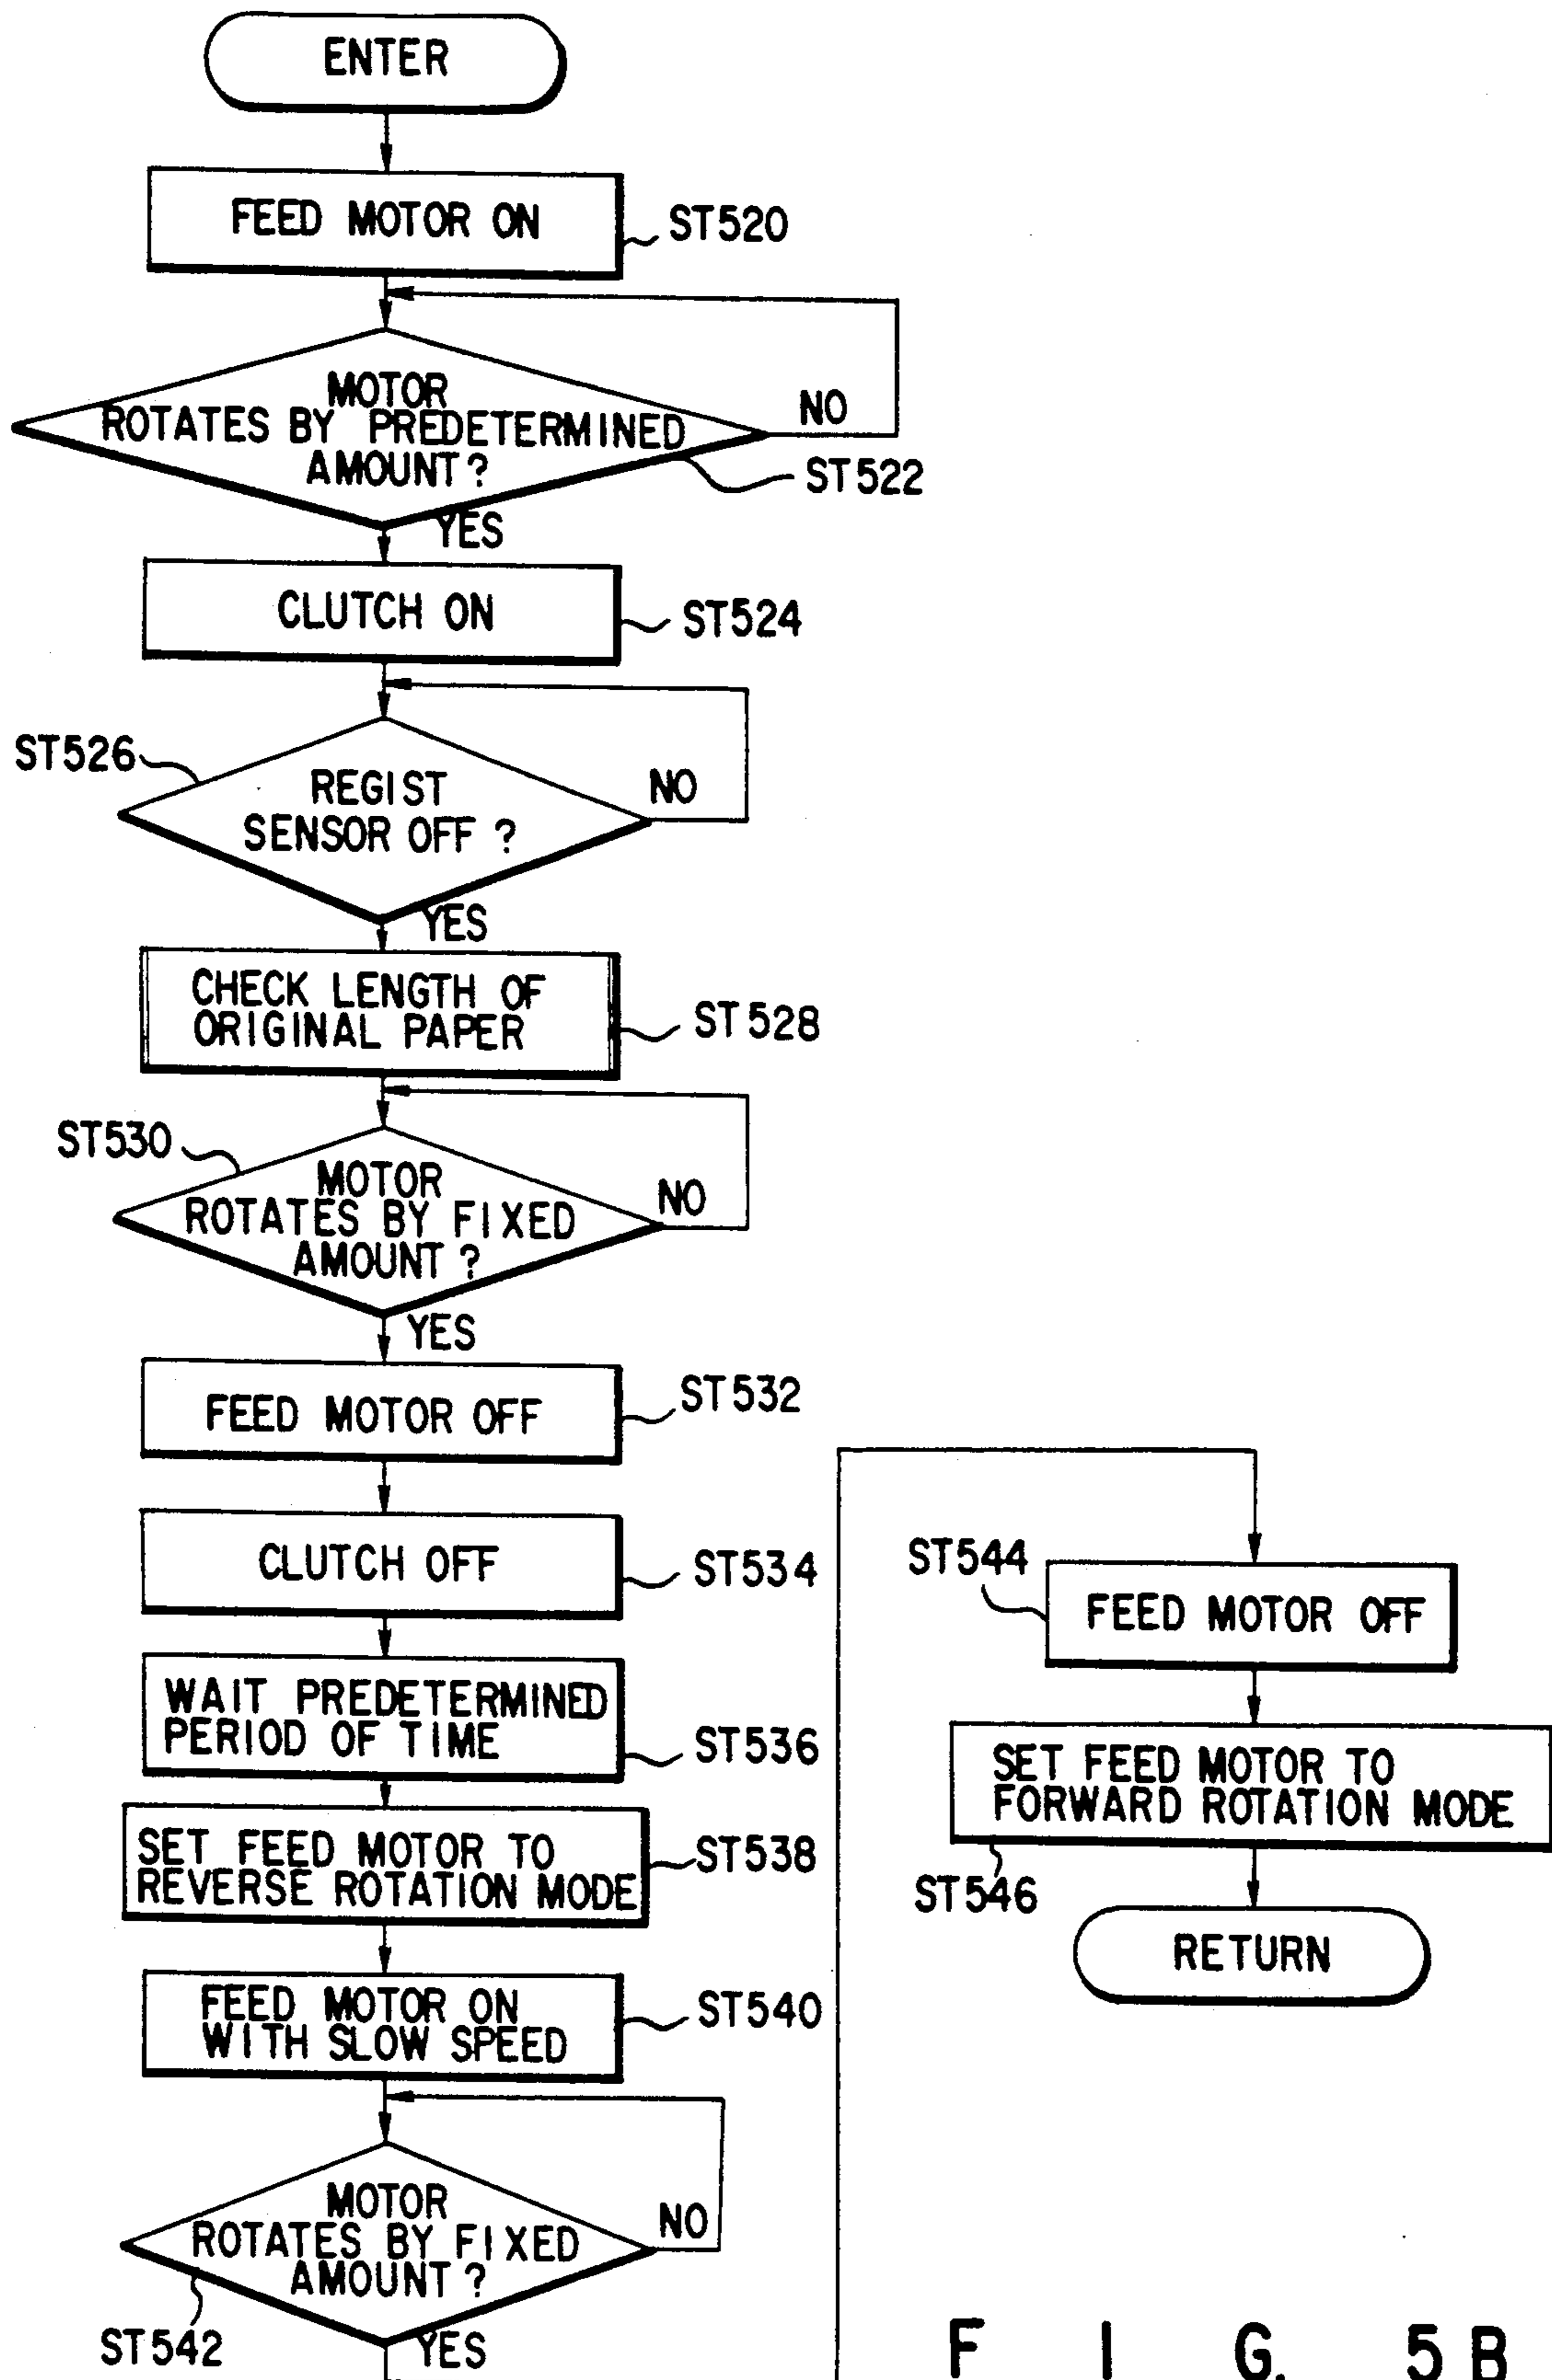 ENTER
FEED MOTOR ON
ST520
MOTOR
ROTATES BY PREDETERMINED
AMOUNT?
NO
ST522
YES
CLUTCH ON
ST524
ST526
REGIST
SENSOR OFF ?
NO
YES
CHECK LENGTH OF
ORIGINAL PAPER
ST528
ST530
MOTOR
ROTATES BY FIXED
AMOUNT ?
NO
YES
FEED MOTOR OFF
ST532
CLUTCH OFF
ST534
WAIT PREDETERMINED
PERIOD OF TIME
ST536
SET FEED MOTOR TO
REVERSE ROTATION MODE
ST538
FEED MOTOR ON
WITH SLOW SPEED
ST540
MOTOR
ROTATES BY FIXED
AMOUNT ?
NO
ST542
YES
ST544
FEED MOTOR OFF
SET FEED MOTOR TO
FORWARD ROTATION MODE
ST546
RETURN
F I G. 5 B